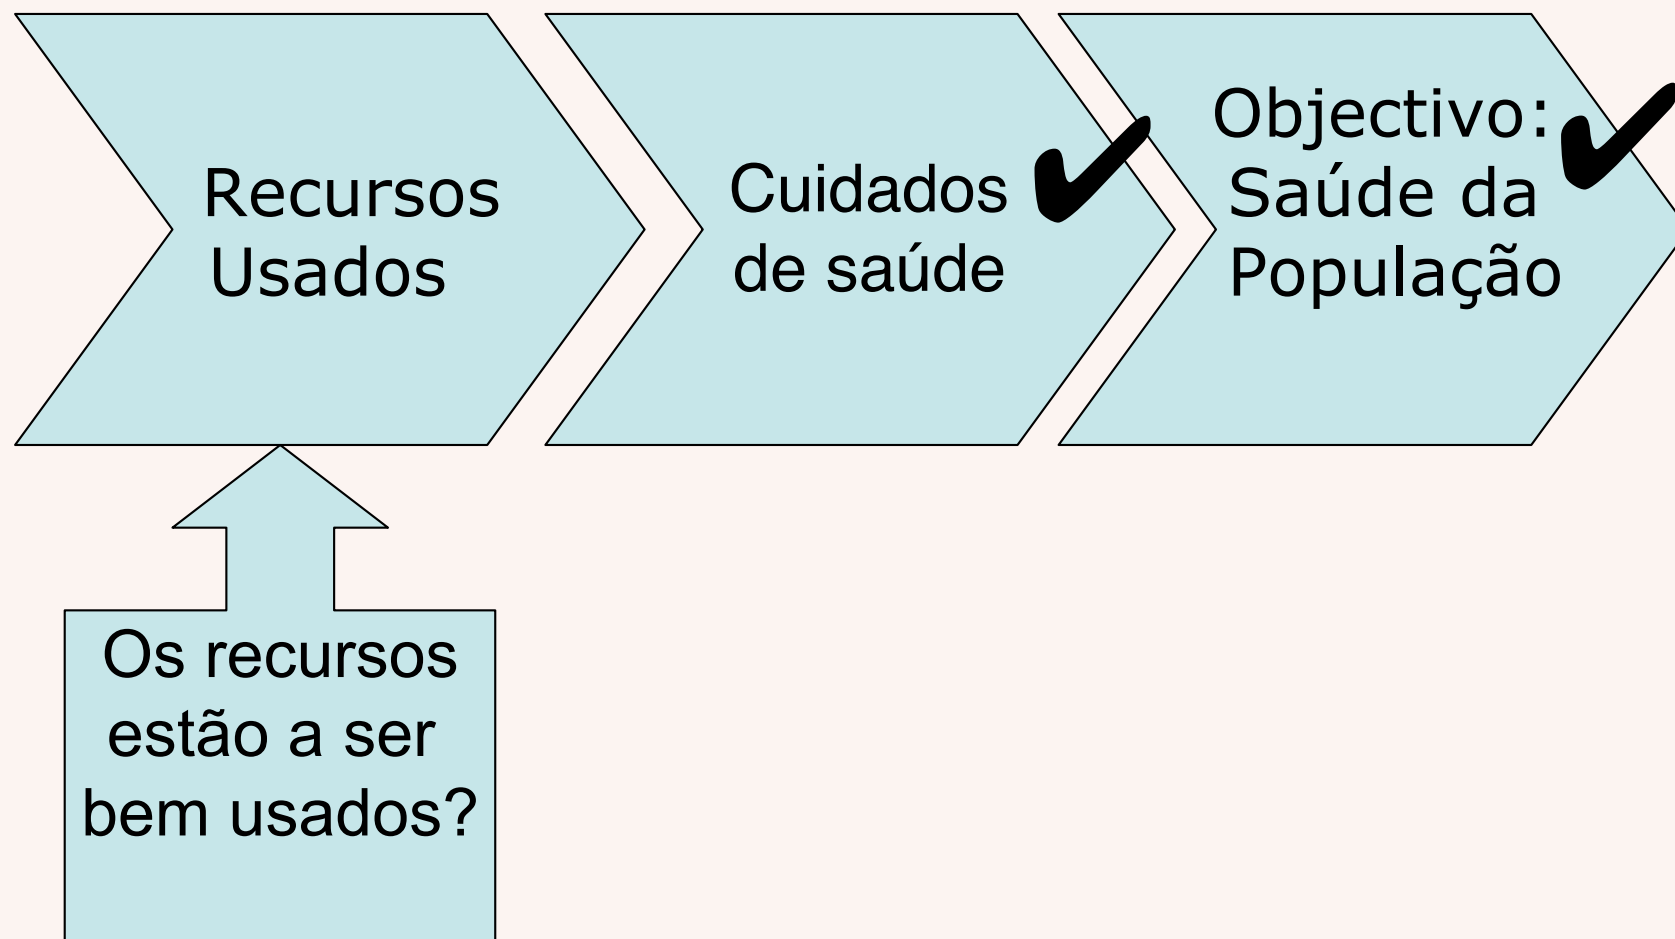 Recursos
Usados
Cuidados
de saúde
Objectivo:
Saúde da
População
Os recursos
estão a ser
bem usados?